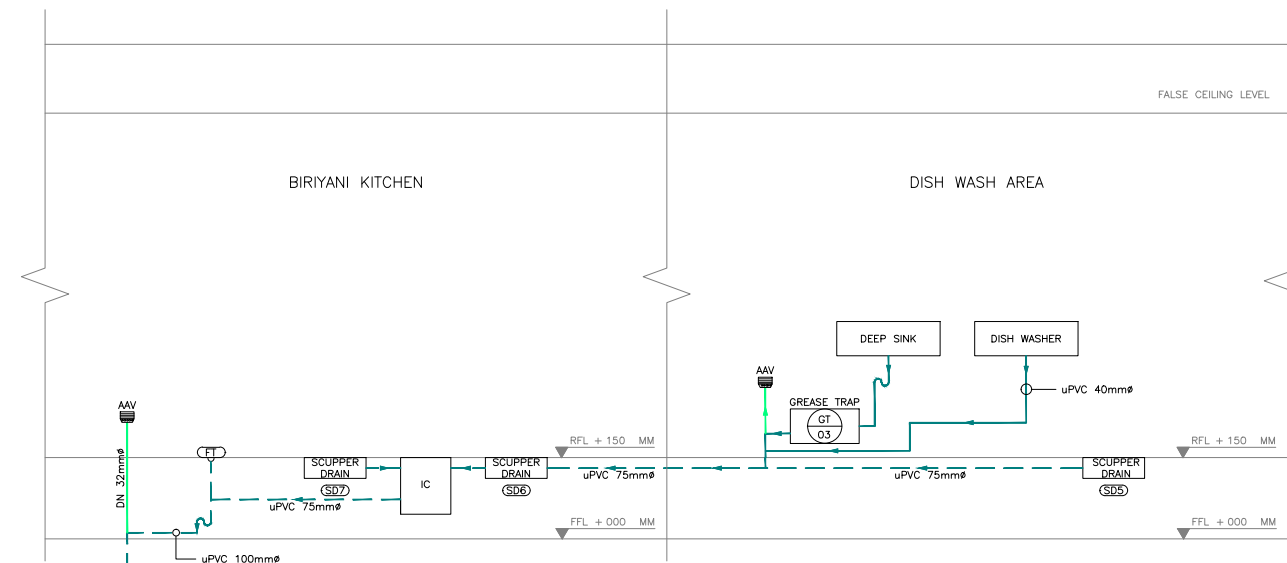 FALSE CEILING LEVEL
BIRIYANI KITCHEN
DISH WASH AREA
DEEP SINK
DISH WASHER
AAV
uPVC 40mmø
GREASE TRAP
GT
03
AAV
DN 32mmø
FT
RFL + 150 MM
RFL + 150 MM
SCUPPER
DRAIN
SD7
IC
SCUPPER
DRAIN
SD6
uPVC 75mmø
uPVC 75mmø
SCUPPER
DRAIN
SD5
uPVC 75mmø
FFL + 000 MM
FFL + 000 MM
uPVC 100mmø